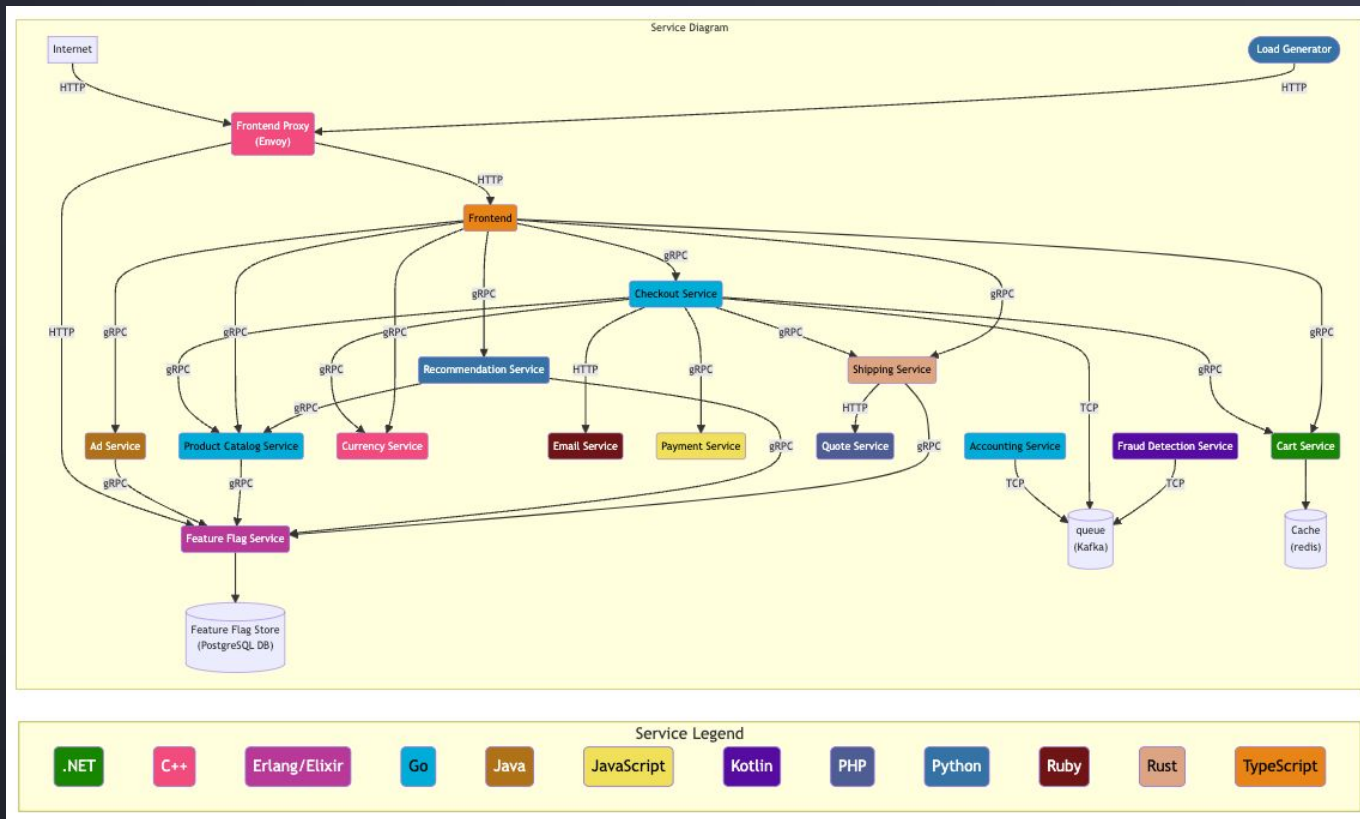 Service Diagram
Internet
Load Generator
HTTP
HTTP
Frontend Proxy
(Envoy)
HTTP
Frontend
gRPC
Checkout Service
gRPC
gRPC
HTTP
gRPC
gRPC
gRPC
gRPC
gRPC
Recommendation Service
Shipping Service
gRPC
gRPC
HTTP
gRPC
gRPC
gRPC
HTTP
TCP
Ad Service
Product Catalog Service
Currency Service
Email Service
Payment Service
Quote Service
Accounting Service
Fraud Detection Service
Cart Service
gRPC
gRPC
gRPC
gRPC
TCP
TCP
Feature Flag Service
queue
(Kafka)
Cache
(redis)
Feature Flag Store
(PostgreSQL DB)
Service Legend
.NET
C++
Erlang/Elixir
Go
Java
JavaScript
Kotlin
PHP
Python
Ruby
Rust
TypeScript